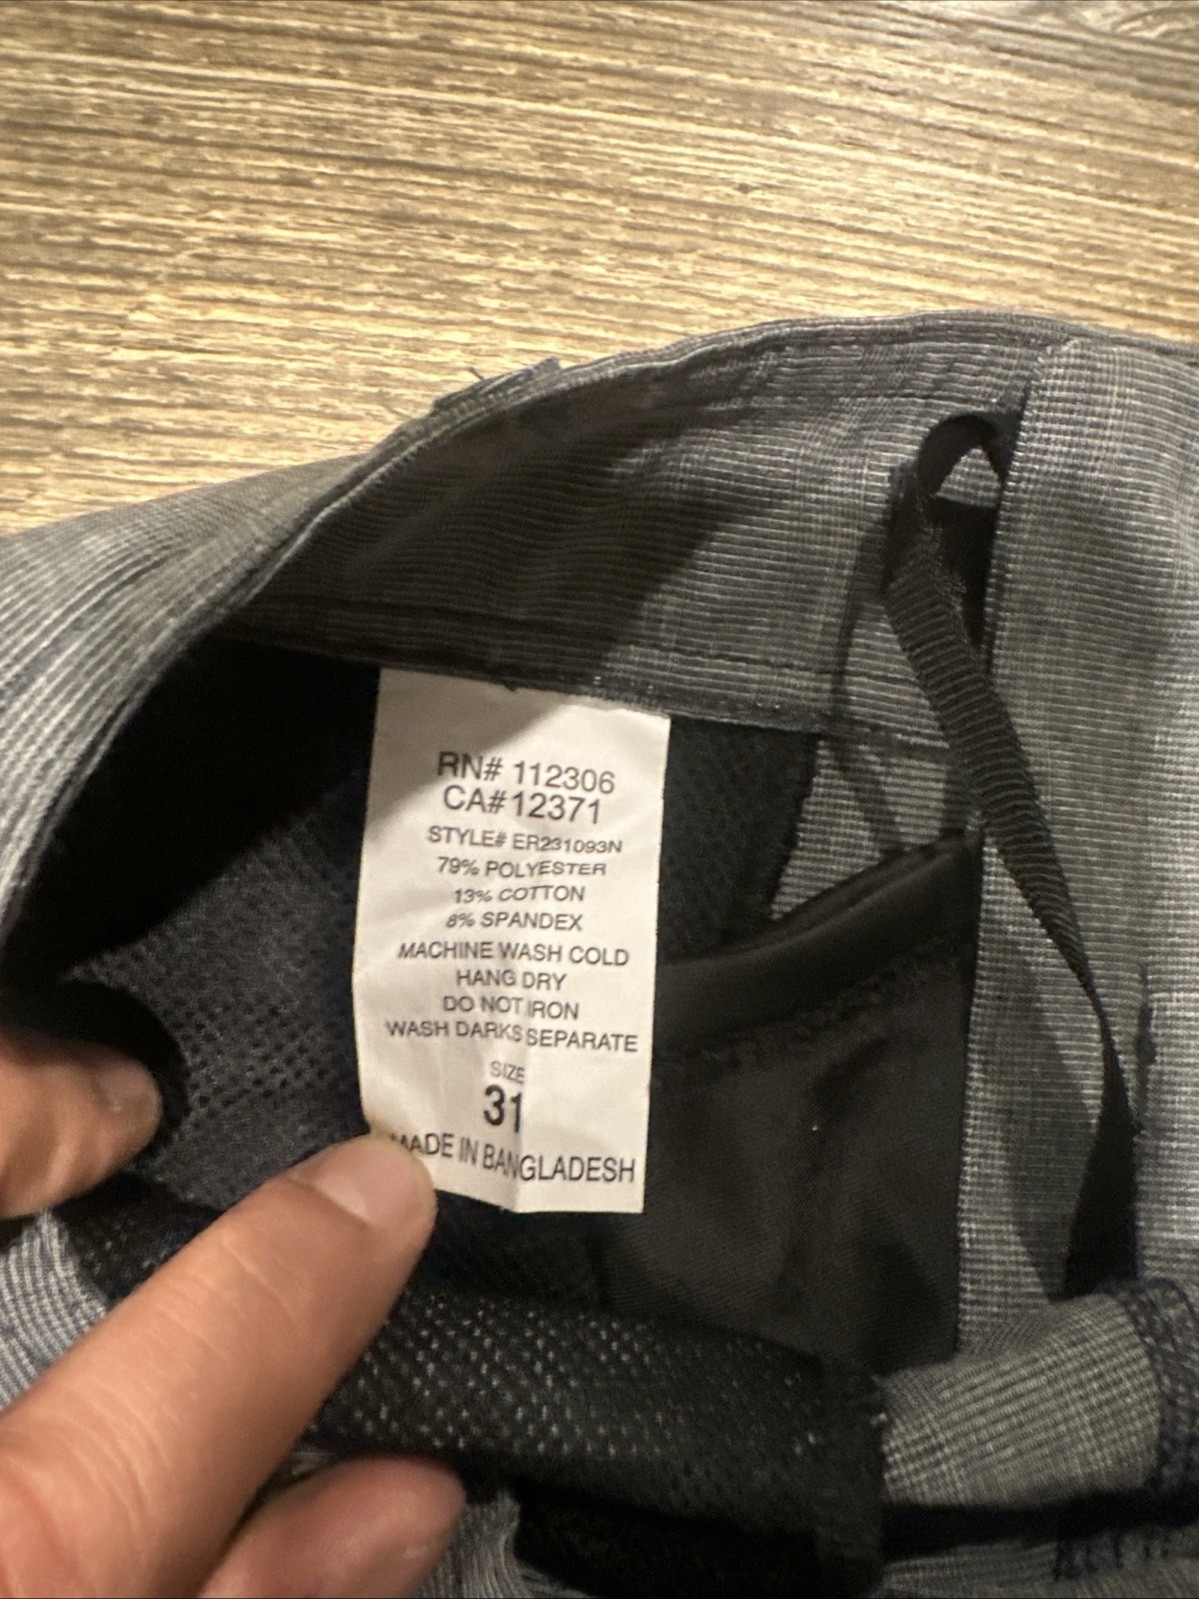 RN# 112306
CA#12371
STYLE# ER231093N
79% POLYESTER
13% COTTON
8% SPANDEX
MACHINE WASH COLD
HANG DRY
DO NOT IRON
WASH DARKS SEPARATE
SIZE
31
MADE IN BANGLADESH